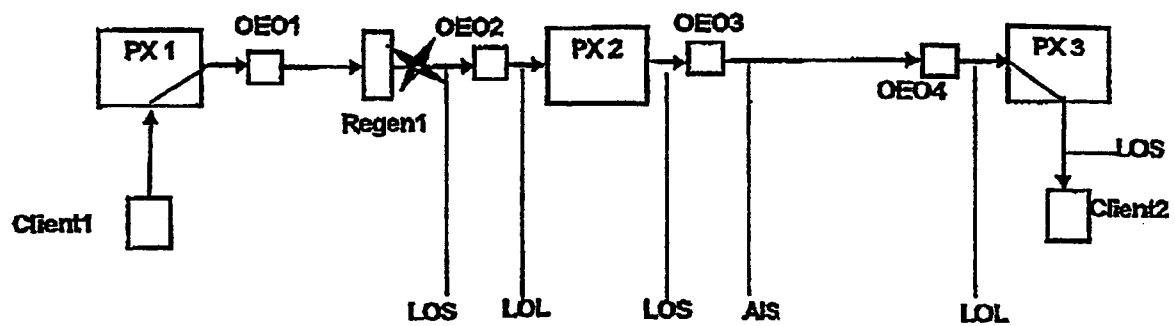 PX 1
OEO1
OEO2
PX 2
OEO3
PX 3
OEO4
Regen1
LOS
Client1
Client2
LOS
LOL
LOS
AIS
LOL